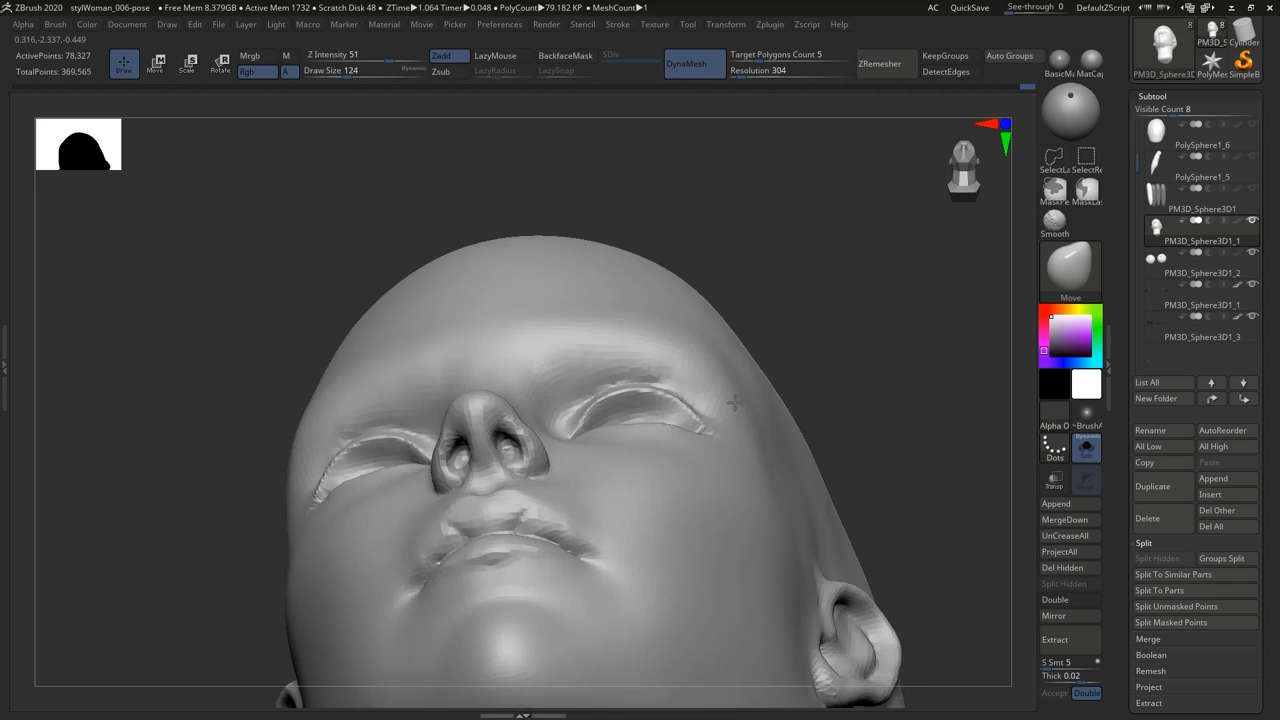 ZBrush 2020 stylWoman_006-pose • Free Mem 8.379GB • Active Mem 1732 • Scratch Disk 48 • ZTime▶1.064 Timer▶0.048 • PolyCount▶79.182 KP • MeshCount▶1 AC QuickSave See-through 0 DefaultZScript
Alpha Brush Color Document Draw Edit File Layer Light Macro Marker Material Movie Picker Preferences Render Stencil Stroke Texture Tool Transform Zplugin Zscript Help
0.316,-2.337,-0.449
ActivePoints: 78,327
TotalPoints: 369,565
Draw Move Scale Rotate
Mrgb M
Rgb A
Z Intensity 51
Draw Size 124 Dynamic
Zadd
Zsub
LazyMouse
LazyRadius
BackfaceMask
LazySnap
SDiv
DynaMesh
Target Polygons Count 5
Resolution 304
ZRemesher
KeepGroups
DetectEdges
Auto Groups
BasicMa MatCap
SelectLa SelectRe
MaskPe MaskLas
Smooth
Move
Alpha O ~BrushA
Dots
Dynamic
Solo
Transp
Append
MergeDown
UnCreaseAll
ProjectAll
Del Hidden
Split Hidden
Double
Mirror
Extract
S Smt 5
Thick 0.02
Accept Double
8 8
PM3D_S Cylinder
PM3D_Sphere3D PolyMes SimpleB
Subtool
Visible Count 8
PolySphere1_6
PolySphere1_5
PM3D_Sphere3D1
PM3D_Sphere3D1_1
PM3D_Sphere3D1_2
PM3D_Sphere3D1_1
PM3D_Sphere3D1_3
List All
New Folder
Rename AutoReorder
All Low All High
Copy Paste
Duplicate Append
Insert
Delete Del Other
Del All
Split
Split Hidden Groups Split
Split To Similar Parts
Split To Parts
Split Unmasked Points
Split Masked Points
Merge
Boolean
Remesh
Project
Extract